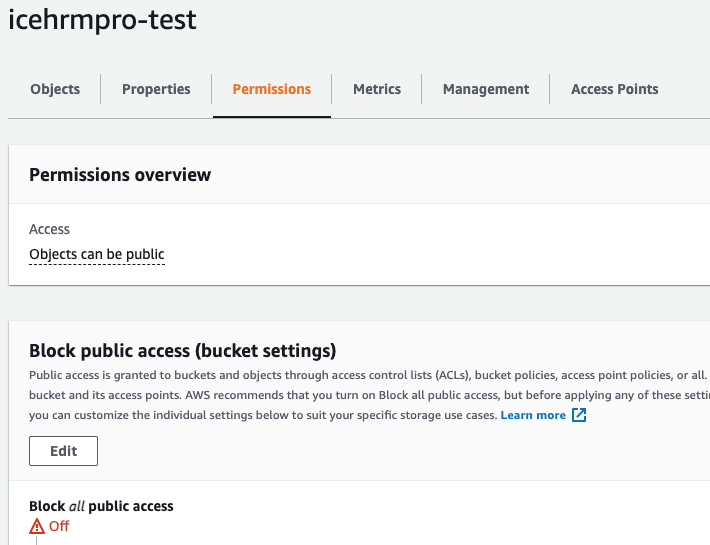 icehrmpro-test
Objects Properties Permissions Metrics Management Access Points
Permissions overview
Access
Objects can be public
Block public access (bucket settings)
Public access is granted to buckets and objects through access control lists (ACLs), bucket policies, access point policies, or all.
bucket and its access points. AWS recommends that you turn on Block all public access, but before applying any of these
you can customize the individual settings below to suit your specific storage use cases. Learn more
Edit
Block all public access
Off